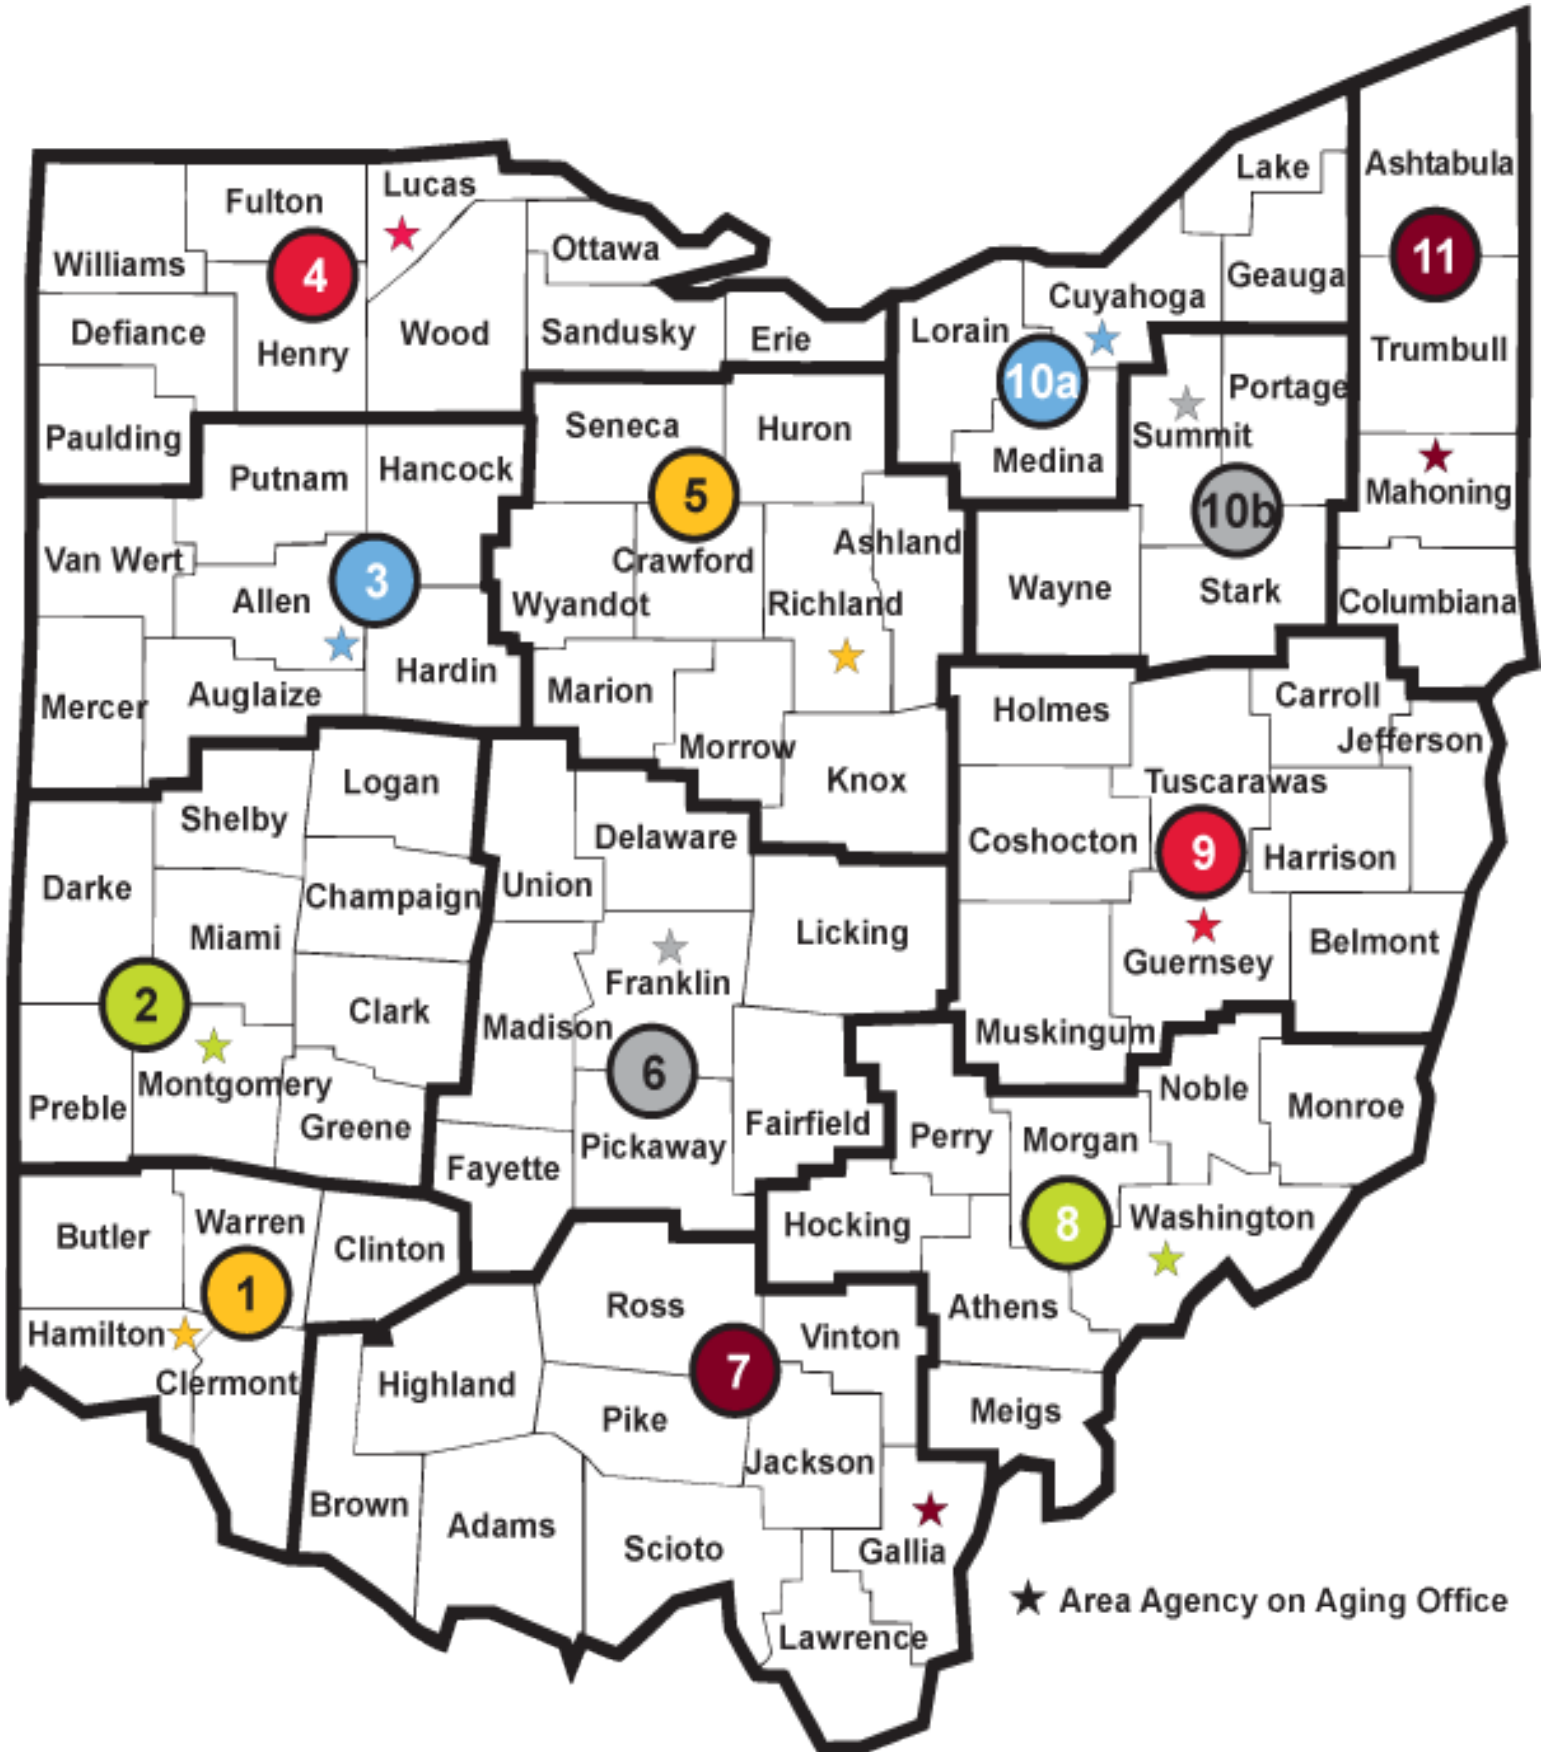 Lake
Ashtabula
Fulton
Lucas
Ottawa
Williams
4
11
Geauga
Cuyahoga
Defiance
Henry
Wood
Sandusky
Erie
Lorain
Trumbull
10a
Portage
Paulding
Seneca
Huron
Summit
Putnam
Hancock
Medina
5
Mahoning
10b
Van Wert
Crawford
Ashland
3
Allen
Wyandot
Richland
Wayne
Stark
Columbiana
Hardin
Mercer
Auglaize
Marion
Holmes
Carroll
Jefferson
Morrow
Logan
Knox
Tuscarawas
Shelby
Delaware
Coshocton
9
Harrison
Darke
Champaign
Union
Miami
Licking
Belmont
Franklin
Guernsey
2
Clark
Madison
Muskingum
6
Montgomery
Noble
Preble
Greene
Fairfield
Monroe
Pickaway
Perry
Morgan
Fayette
Butler
Warren
Clinton
Hocking
8
Washington
1
Ross
Athens
Hamilton
Vinton
Clermont
Highland
7
Pike
Meigs
Jackson
Brown
Adams
Scioto
Gallia
Lawrence
Area Agency on Aging Office